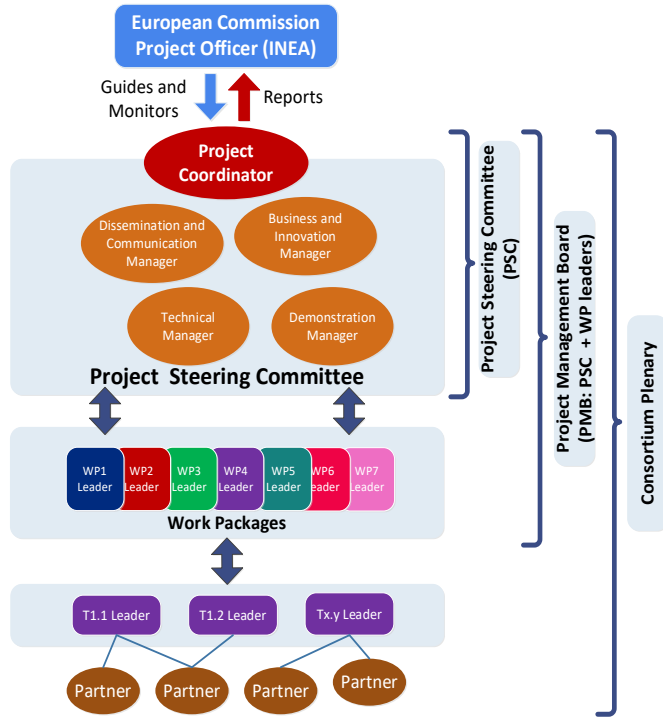 European Commission
Project Officer (INEA)
Guides and
Monitors
Reports
Project
Coordinator
Dissemination and
Communication
Manager
Business and
Innovation
Manager
Technical
Manager
Demonstration
Manager
Project Steering Committee
WP1
Leader
WP2
Leader
WP3
Leader
WP4
Leader
WP5
Leader
WP6
Leader
WP7
Leader
Work Packages
T1.1 Leader
T1.2 Leader
Tx.y Leader
Partner
Partner
Partner
Partner
Project Steering Committee
(PSC)
Project Management Board
(PMB: PSC + WP leaders)
Consortium Plenary